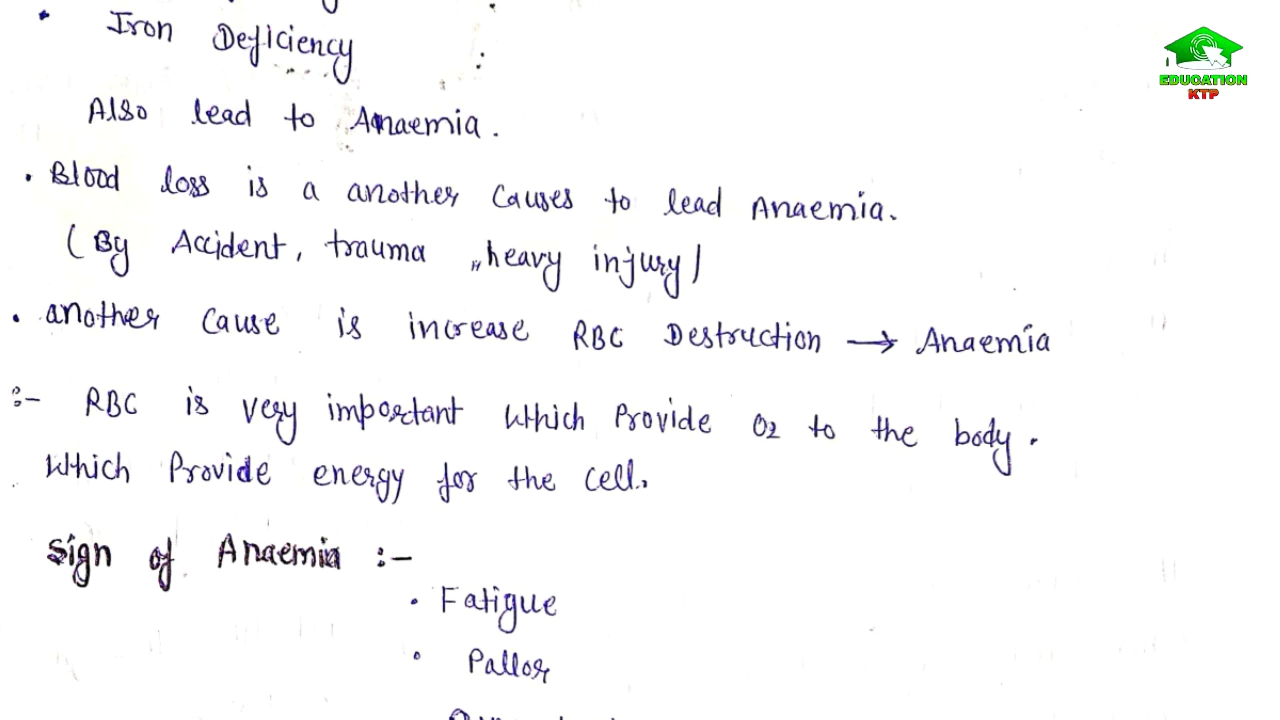 • Iron Deficiency :
EDUCATION
KTP
Also lead to Anaemia.
• Blood loss is a another causes to lead Anaemia.
(By Accident, trauma ,, heavy injury)
• another cause is increase RBC Destruction → Anaemia
:- RBC is very important which provide O2 to the body.
which provide energy for the cell.
Sign of Anaemia :-
• Fatigue
• Pallor